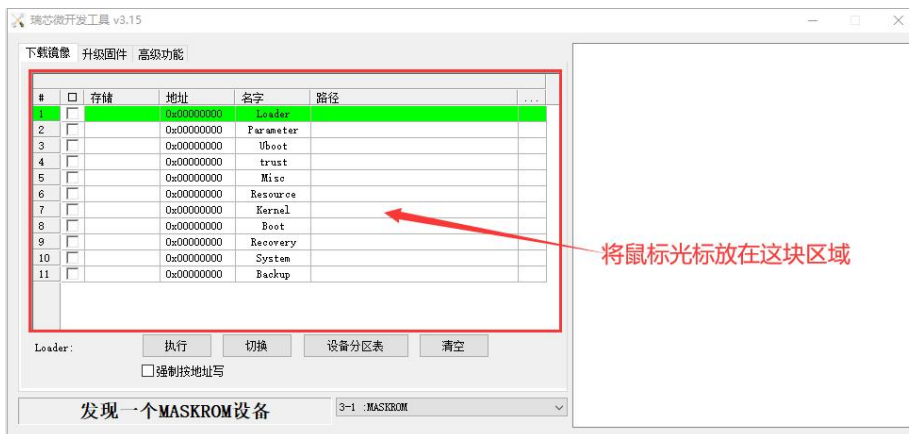 瑞芯微开发工具 v3.15
下载镜像 升级固件 高级功能
# 存储 地址 名字 路径 ...
1 0x00000000 Loader
2 0x00000000 Parameter
3 0x00000000 Uboot
4 0x00000000 trust
5 0x00000000 Misc
6 0x00000000 Resource
7 0x00000000 Kernel
8 0x00000000 Boot
9 0x00000000 Recovery
10 0x00000000 System
11 0x00000000 Backup
将鼠标光标放在这块区域
Loader: 执行 切换 设备分区表 清空
强制按地址写
发现一个MASKROM设备 3-1 :MASKROM